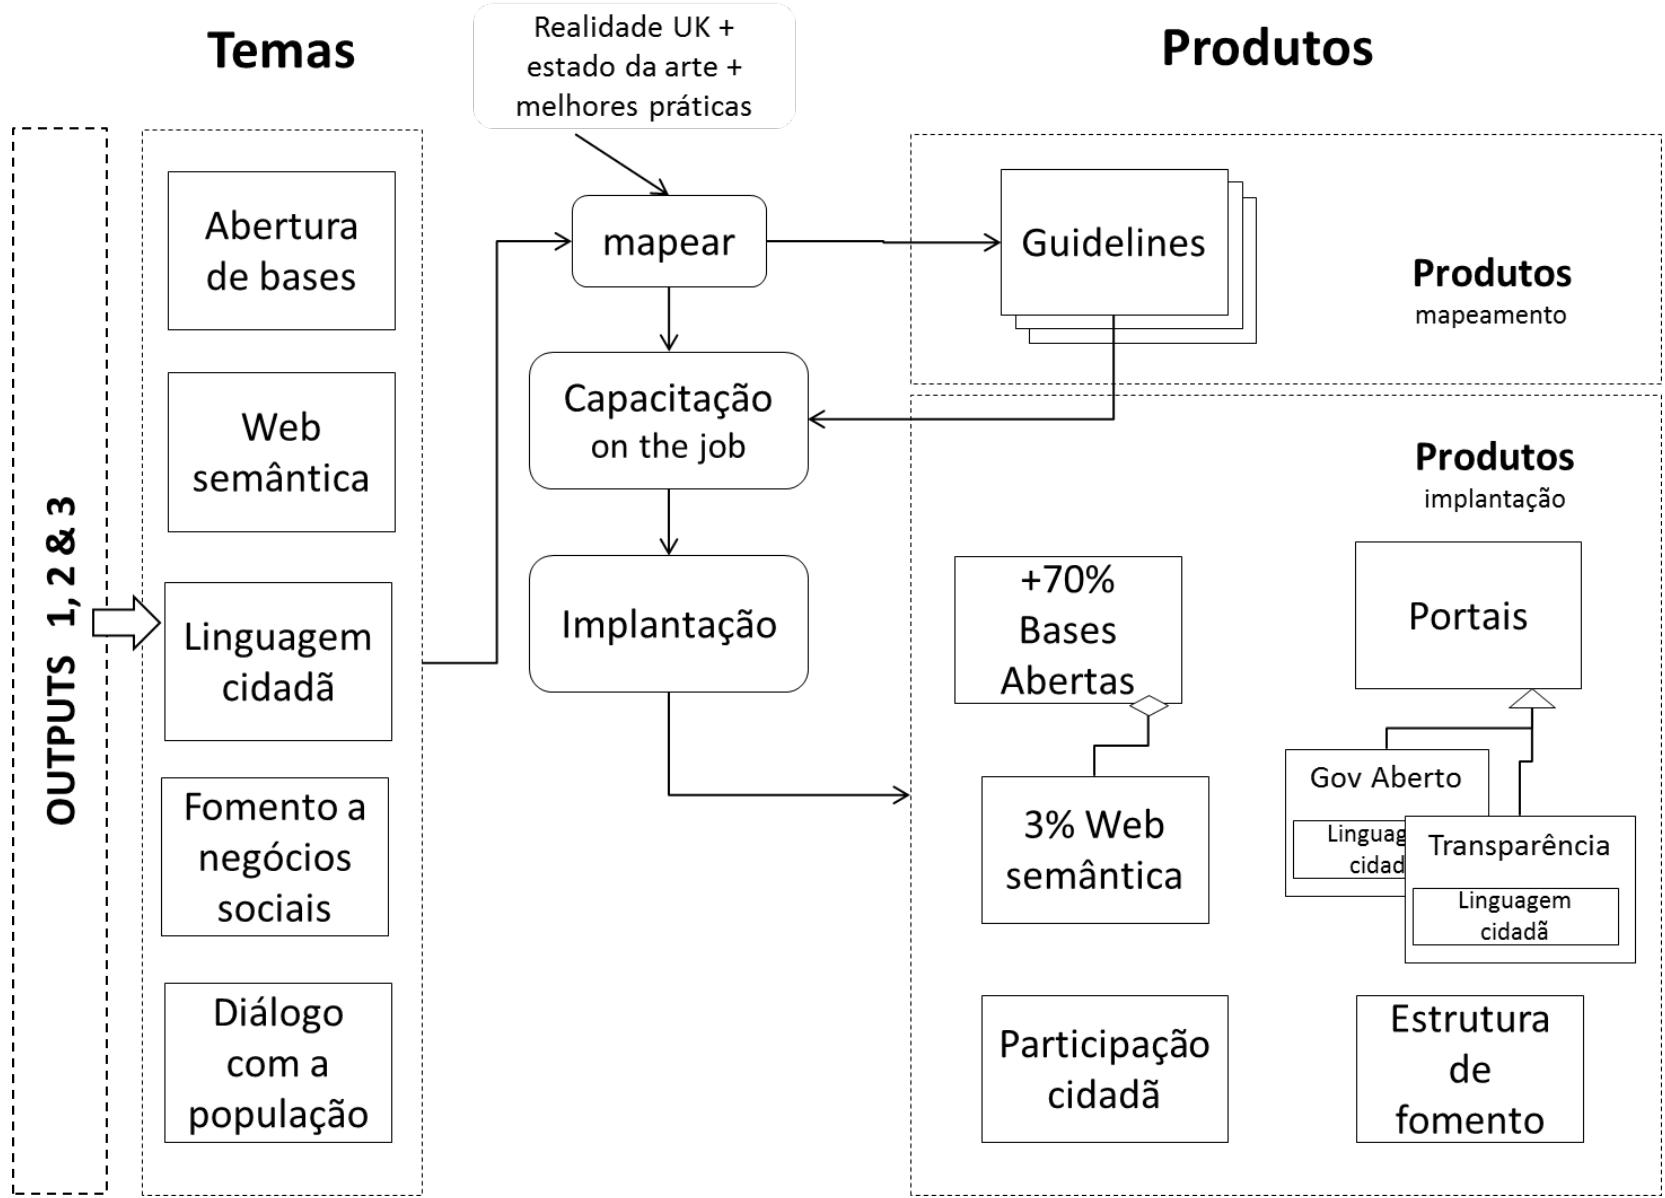 Temas
Realidade UK +
estado da arte +
melhores práticas
Produtos
OUTPUTS 1, 2 & 3
Abertura
de bases
Web
semântica
Linguagem
cidadã
Fomento a
negócios
sociais
Diálogo
com a
população
mapear
Capacitação
on the job
Implantação
Guidelines
Produtos
mapeamento
Produtos
implantação
+70%
Bases
Abertas
Portais
3% Web
semântica
Gov Aberto
Linguag
cidad
Transparência
Linguagem
cidadã
Participação
cidadã
Estrutura
de
fomento